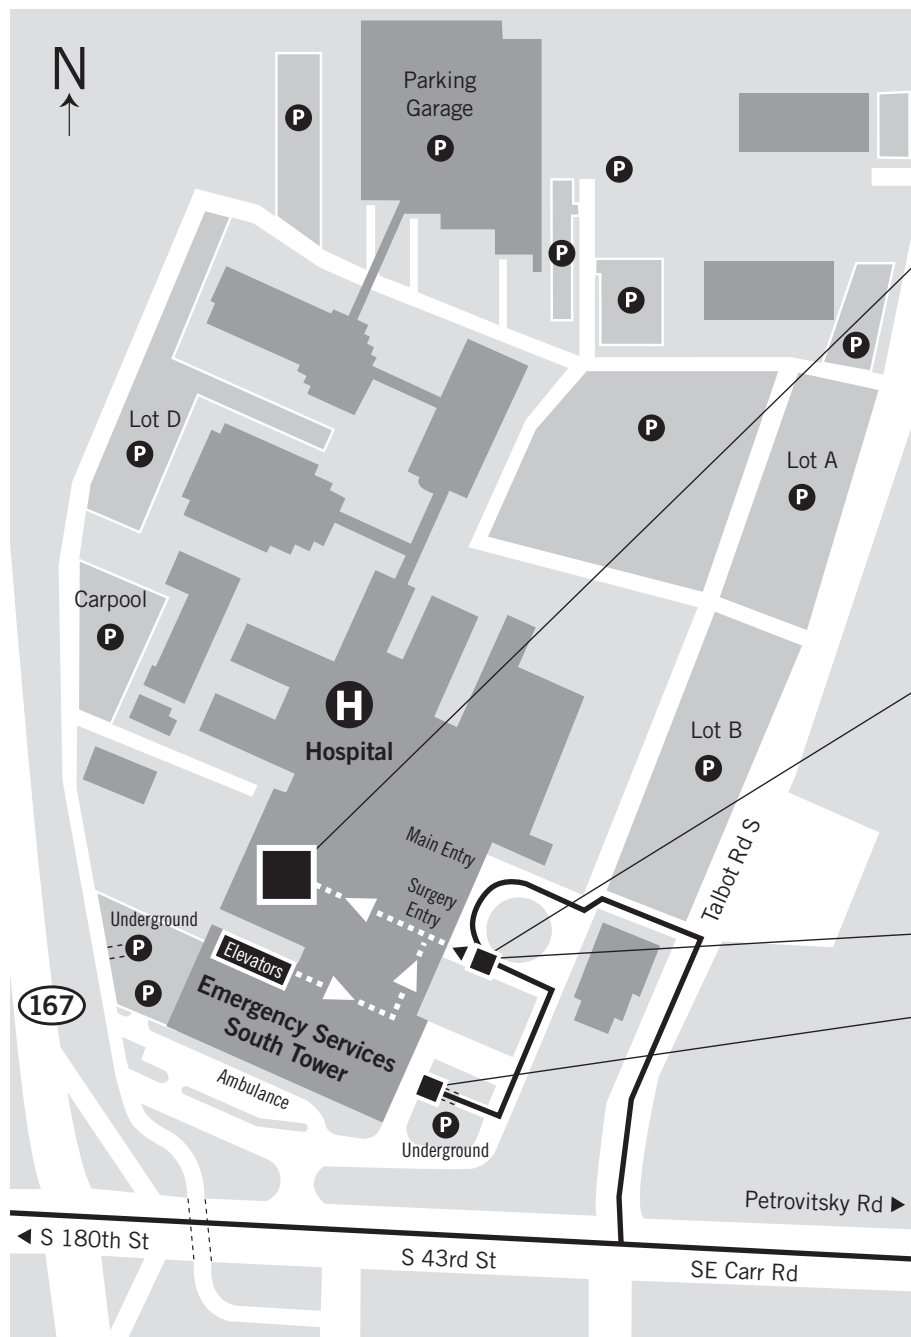 N
Parking
Garage
P
P
P
P
P
P
Lot D
P
P
Lot A
P
Carpool
P
H
Hospital
Lot B
P
Main Entry
Talbot Rd S
Surgery
Entry
Underground
P
Elevators
P
167
Emergency Services
South Tower
Ambulance
P
Underground
Petrovitsky Rd
S 180th St
S 43rd St
SE Carr Rd